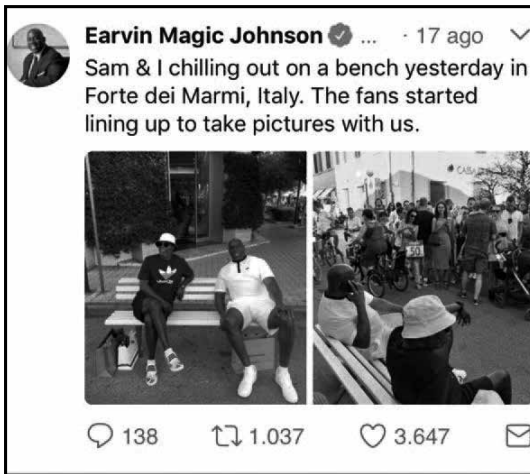 Earvin Magic Johnson ... · 17 ago
Sam & I chilling out on a bench yesterday in
Forte dei Marmi, Italy. The fans started
lining up to take pictures with us.
50
138 1.037 3.647